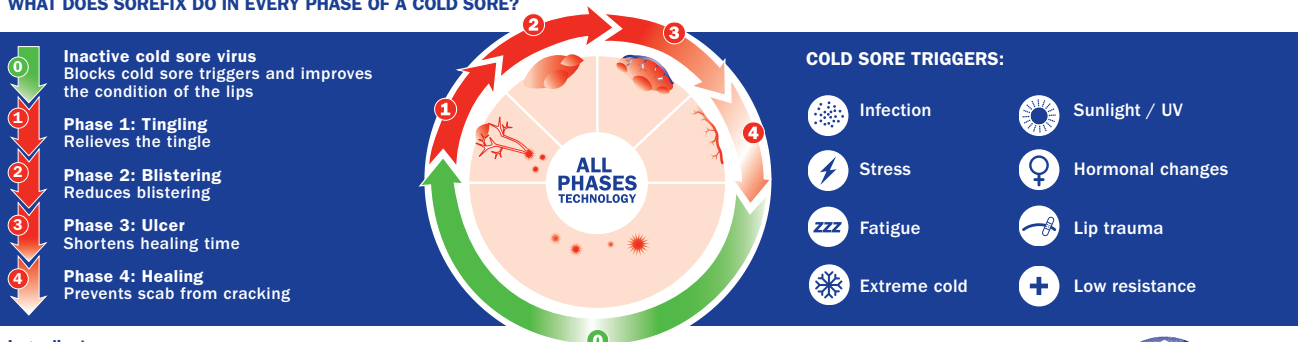 WHAT DOES SOREFIX DO IN EVERY PHASE OF A COLD SORE?
0
Inactive cold sore virus
Blocks cold sore triggers and improves
the condition of the lips
1
Phase 1: Tingling
Relieves the tingle
2
Phase 2: Blistering
Reduces blistering
3
Phase 3: Ulcer
Shortens healing time
4
Phase 4: Healing
Prevents scab from cracking
2
3
1
4
ALL
PHASES
TECHNOLOGY
0
COLD SORE TRIGGERS:
Infection
Sunlight / UV
Stress
Hormonal changes
zzz
Fatigue
Lip trauma
Extreme cold
Low resistance